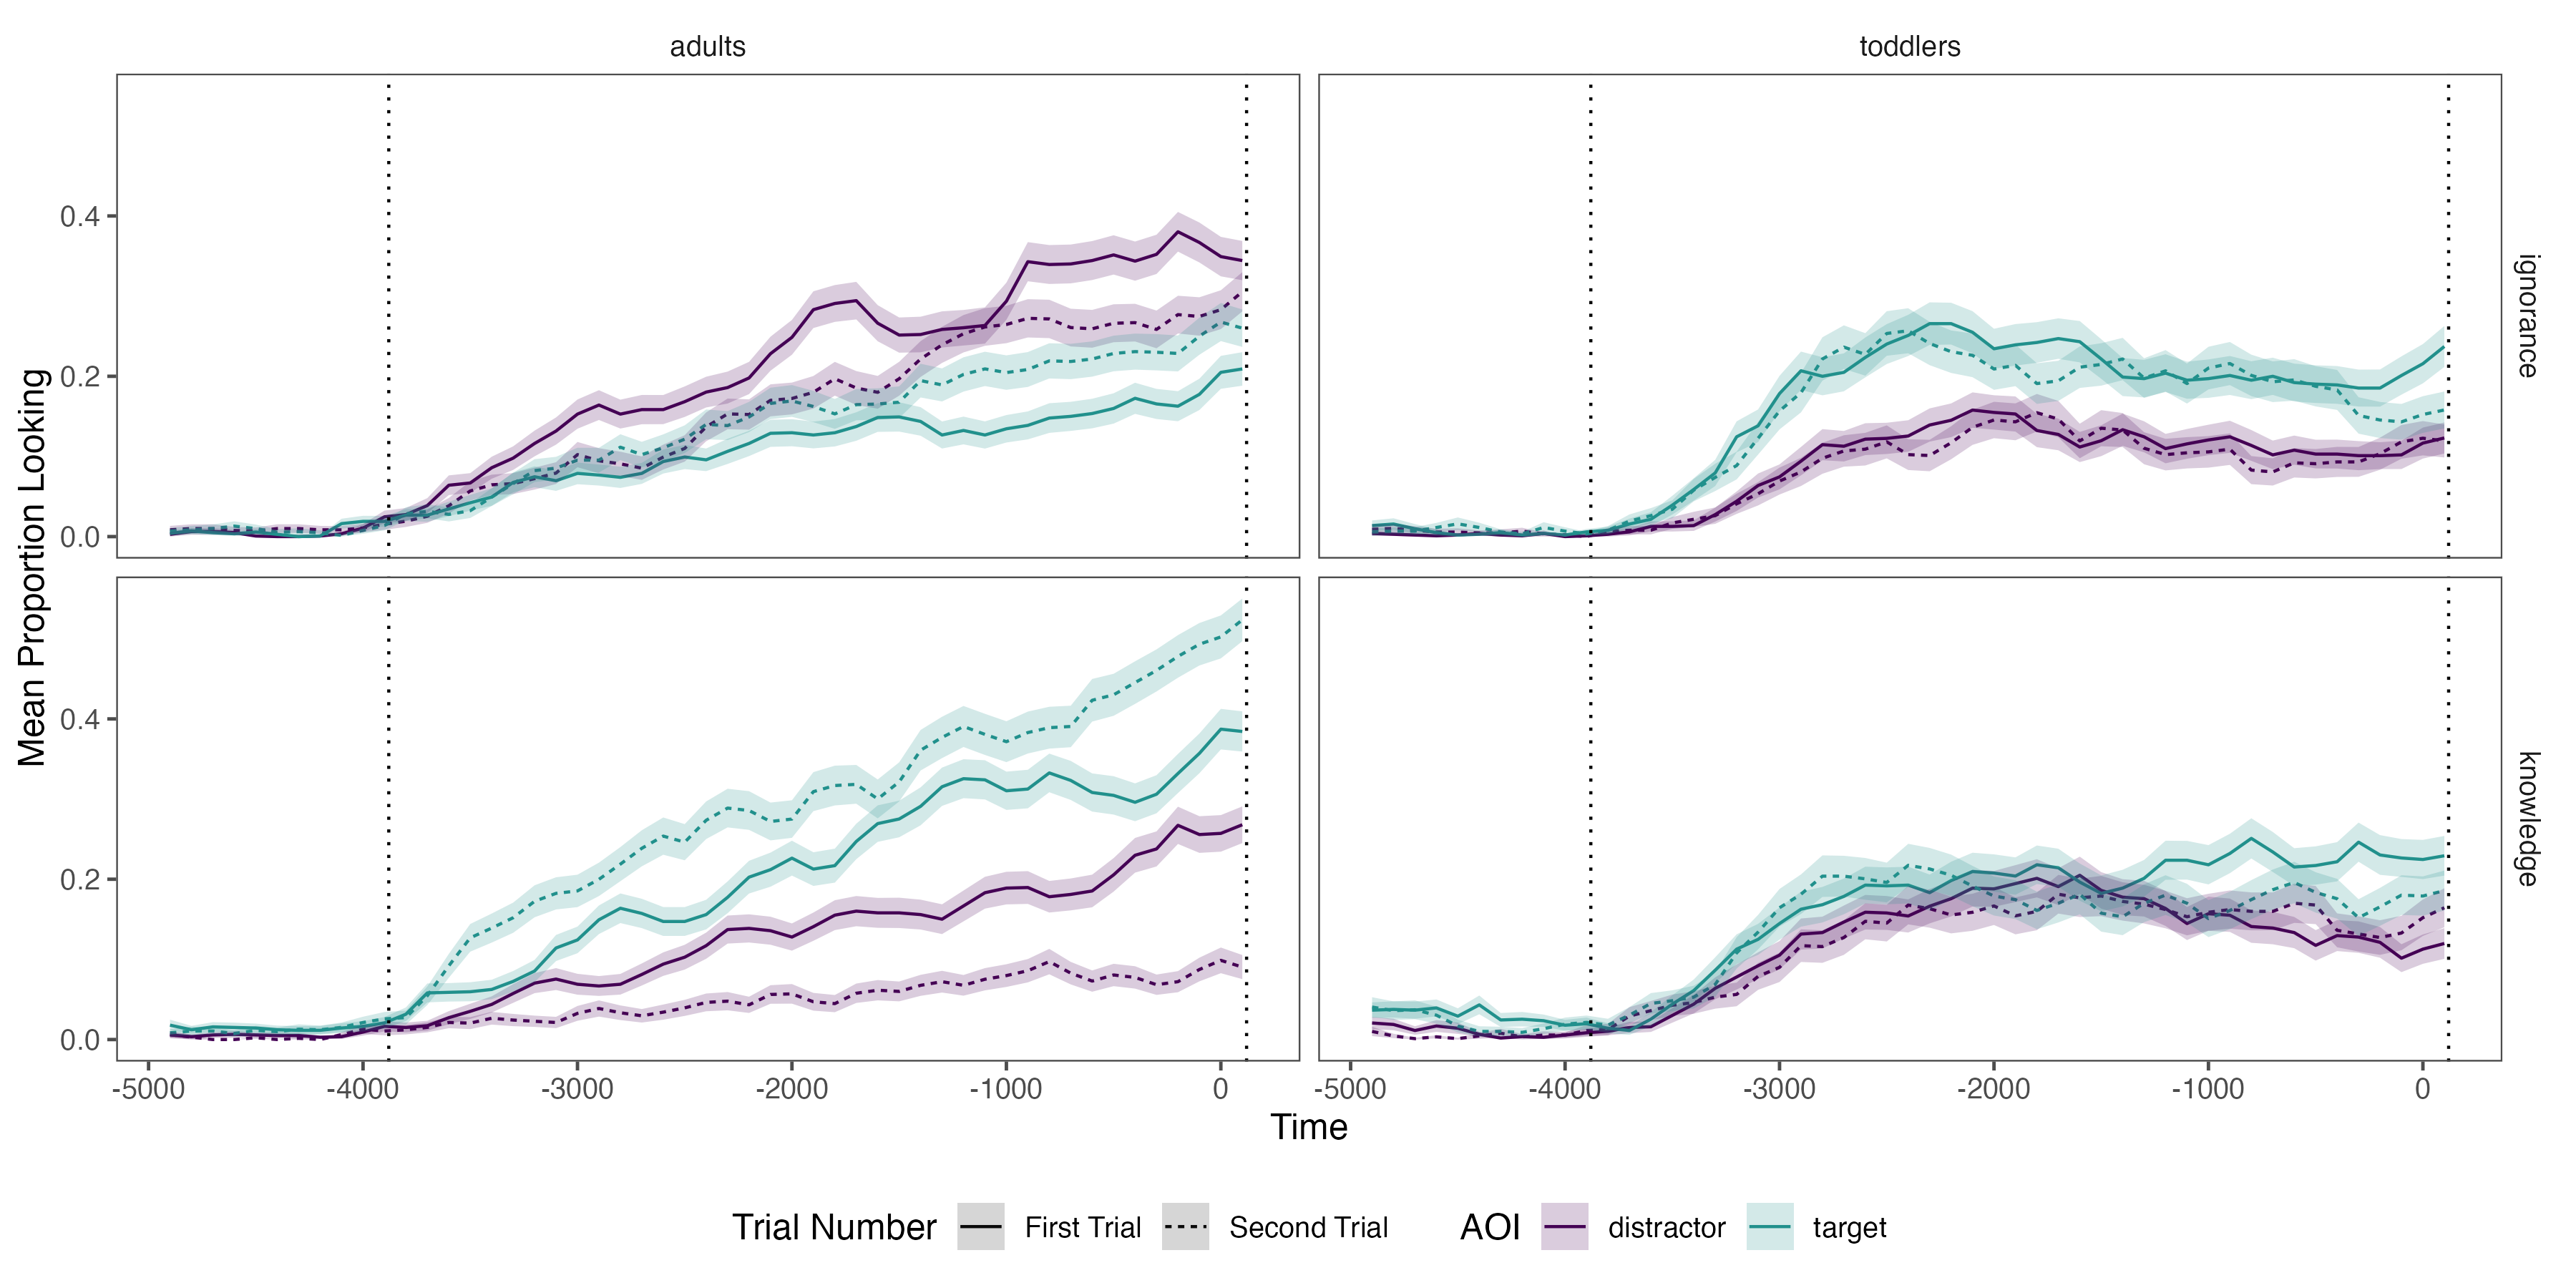 adults
toddlers
0.4
0.2
0.0
ignorance
0.4
0.2
0.0
knowledge
Mean Proportion Looking
-5000 -4000 -3000 -2000 -1000 0
-5000 -4000 -3000 -2000 -1000 0
Time
Trial Number First Trial Second Trial AOI distractor target